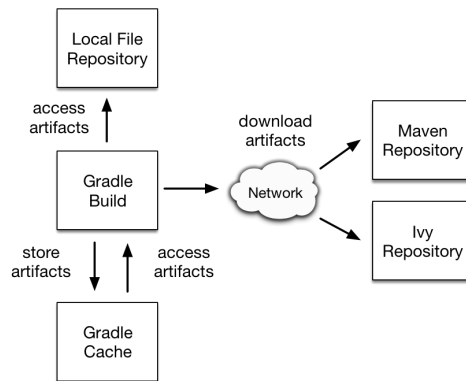 Local File
Repository
access
artifacts
download
artifacts
Maven
Repository
Gradle
Build
Network
Ivy
Repository
store
artifacts
access
artifacts
Gradle
Cache